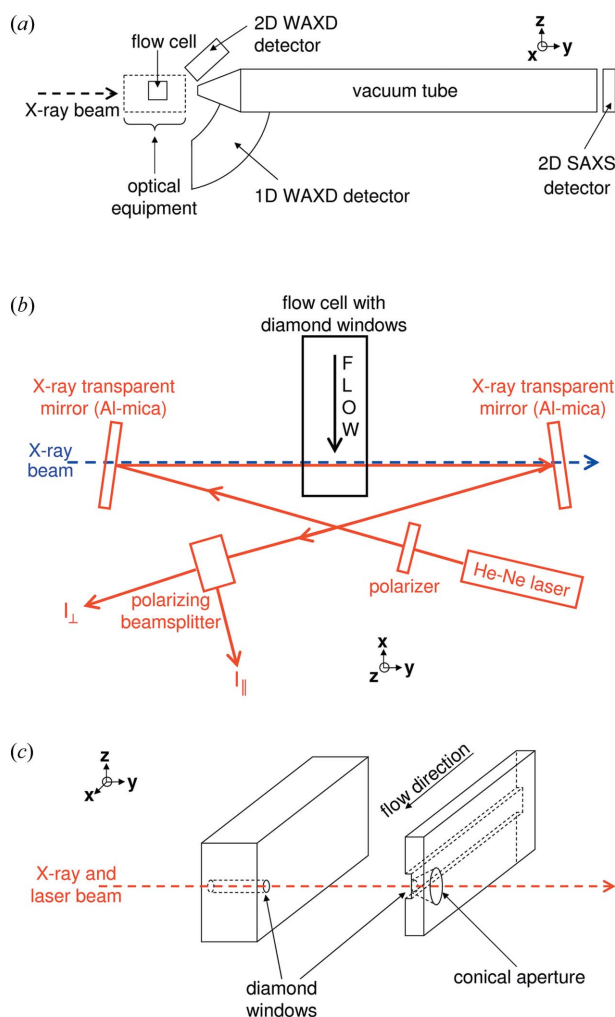 (a)
2D WAXD
detector
flow cell
X-ray beam
vacuum tube
optical
equipment
1D WAXD detector
2D SAXS
detector
z
x
y
(b)
flow cell with
diamond windows
F
L
O
W
X-ray transparent
mirror (Al-mica)
X-ray transparent
mirror (Al-mica)
X-ray
beam
He-Ne laser
polarizer
polarizing
beamsplitter
I⊥
I||
x
z
y
(c)
z
x
y
flow direction
X-ray and
laser beam
diamond
windows
conical aperture